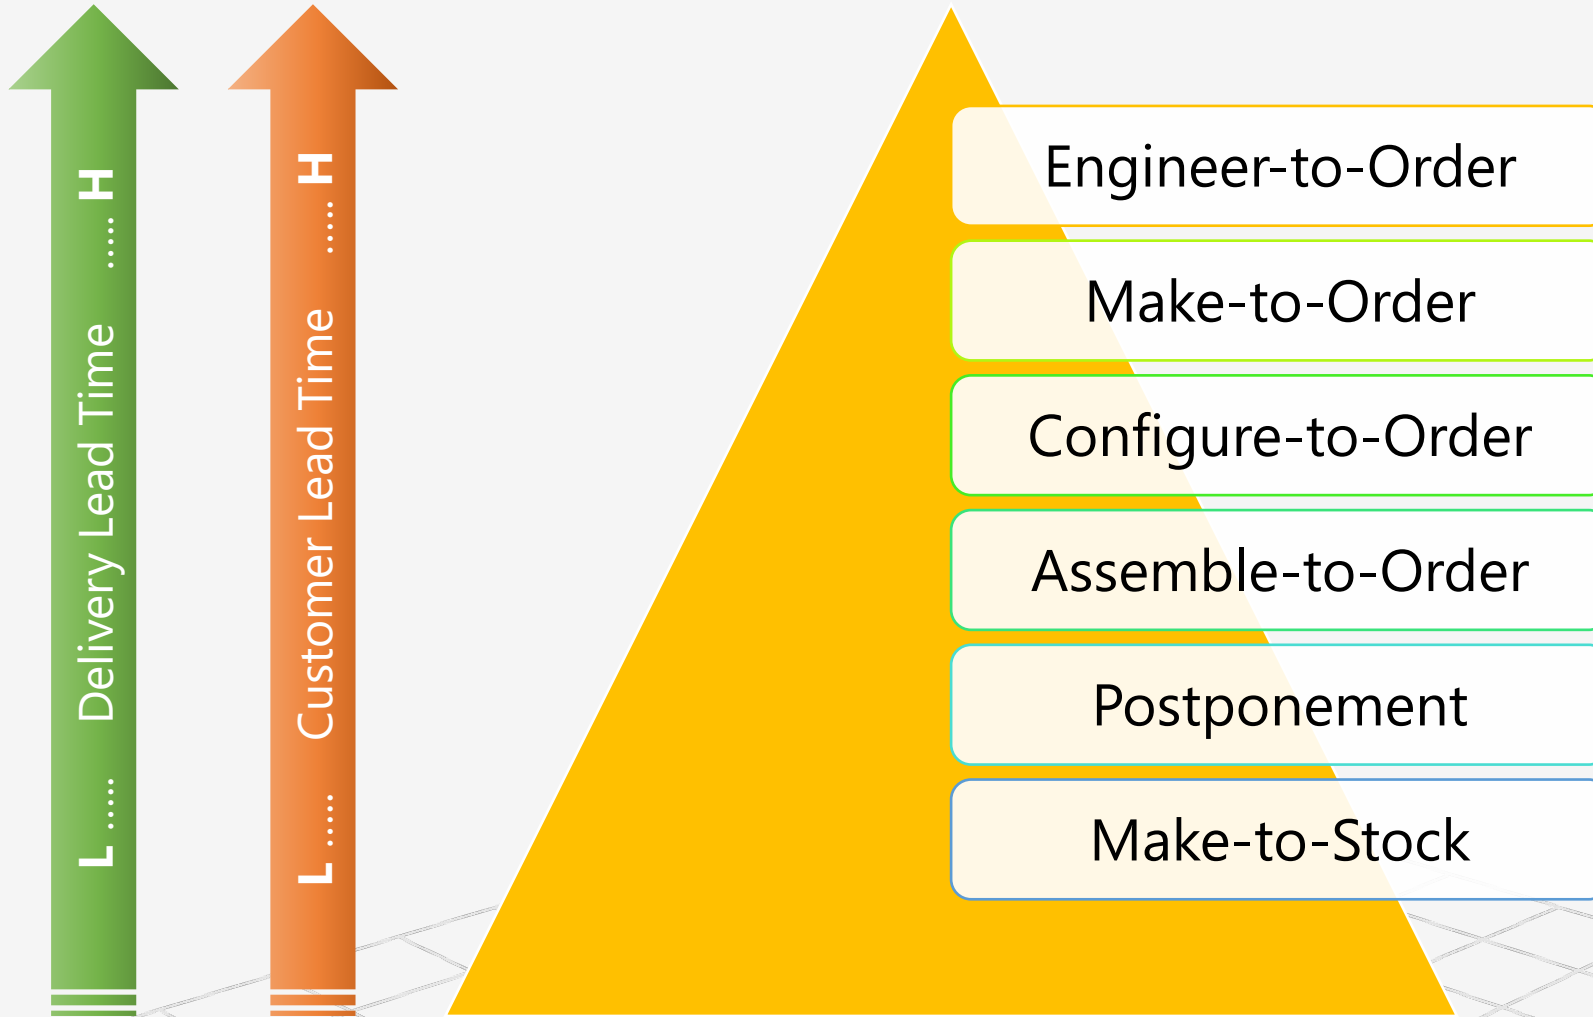 L ..... Delivery Lead Time ..... H
L ..... Customer Lead Time ..... H
Engineer-to-Order
Make-to-Order
Configure-to-Order
Assemble-to-Order
Postponement
Make-to-Stock